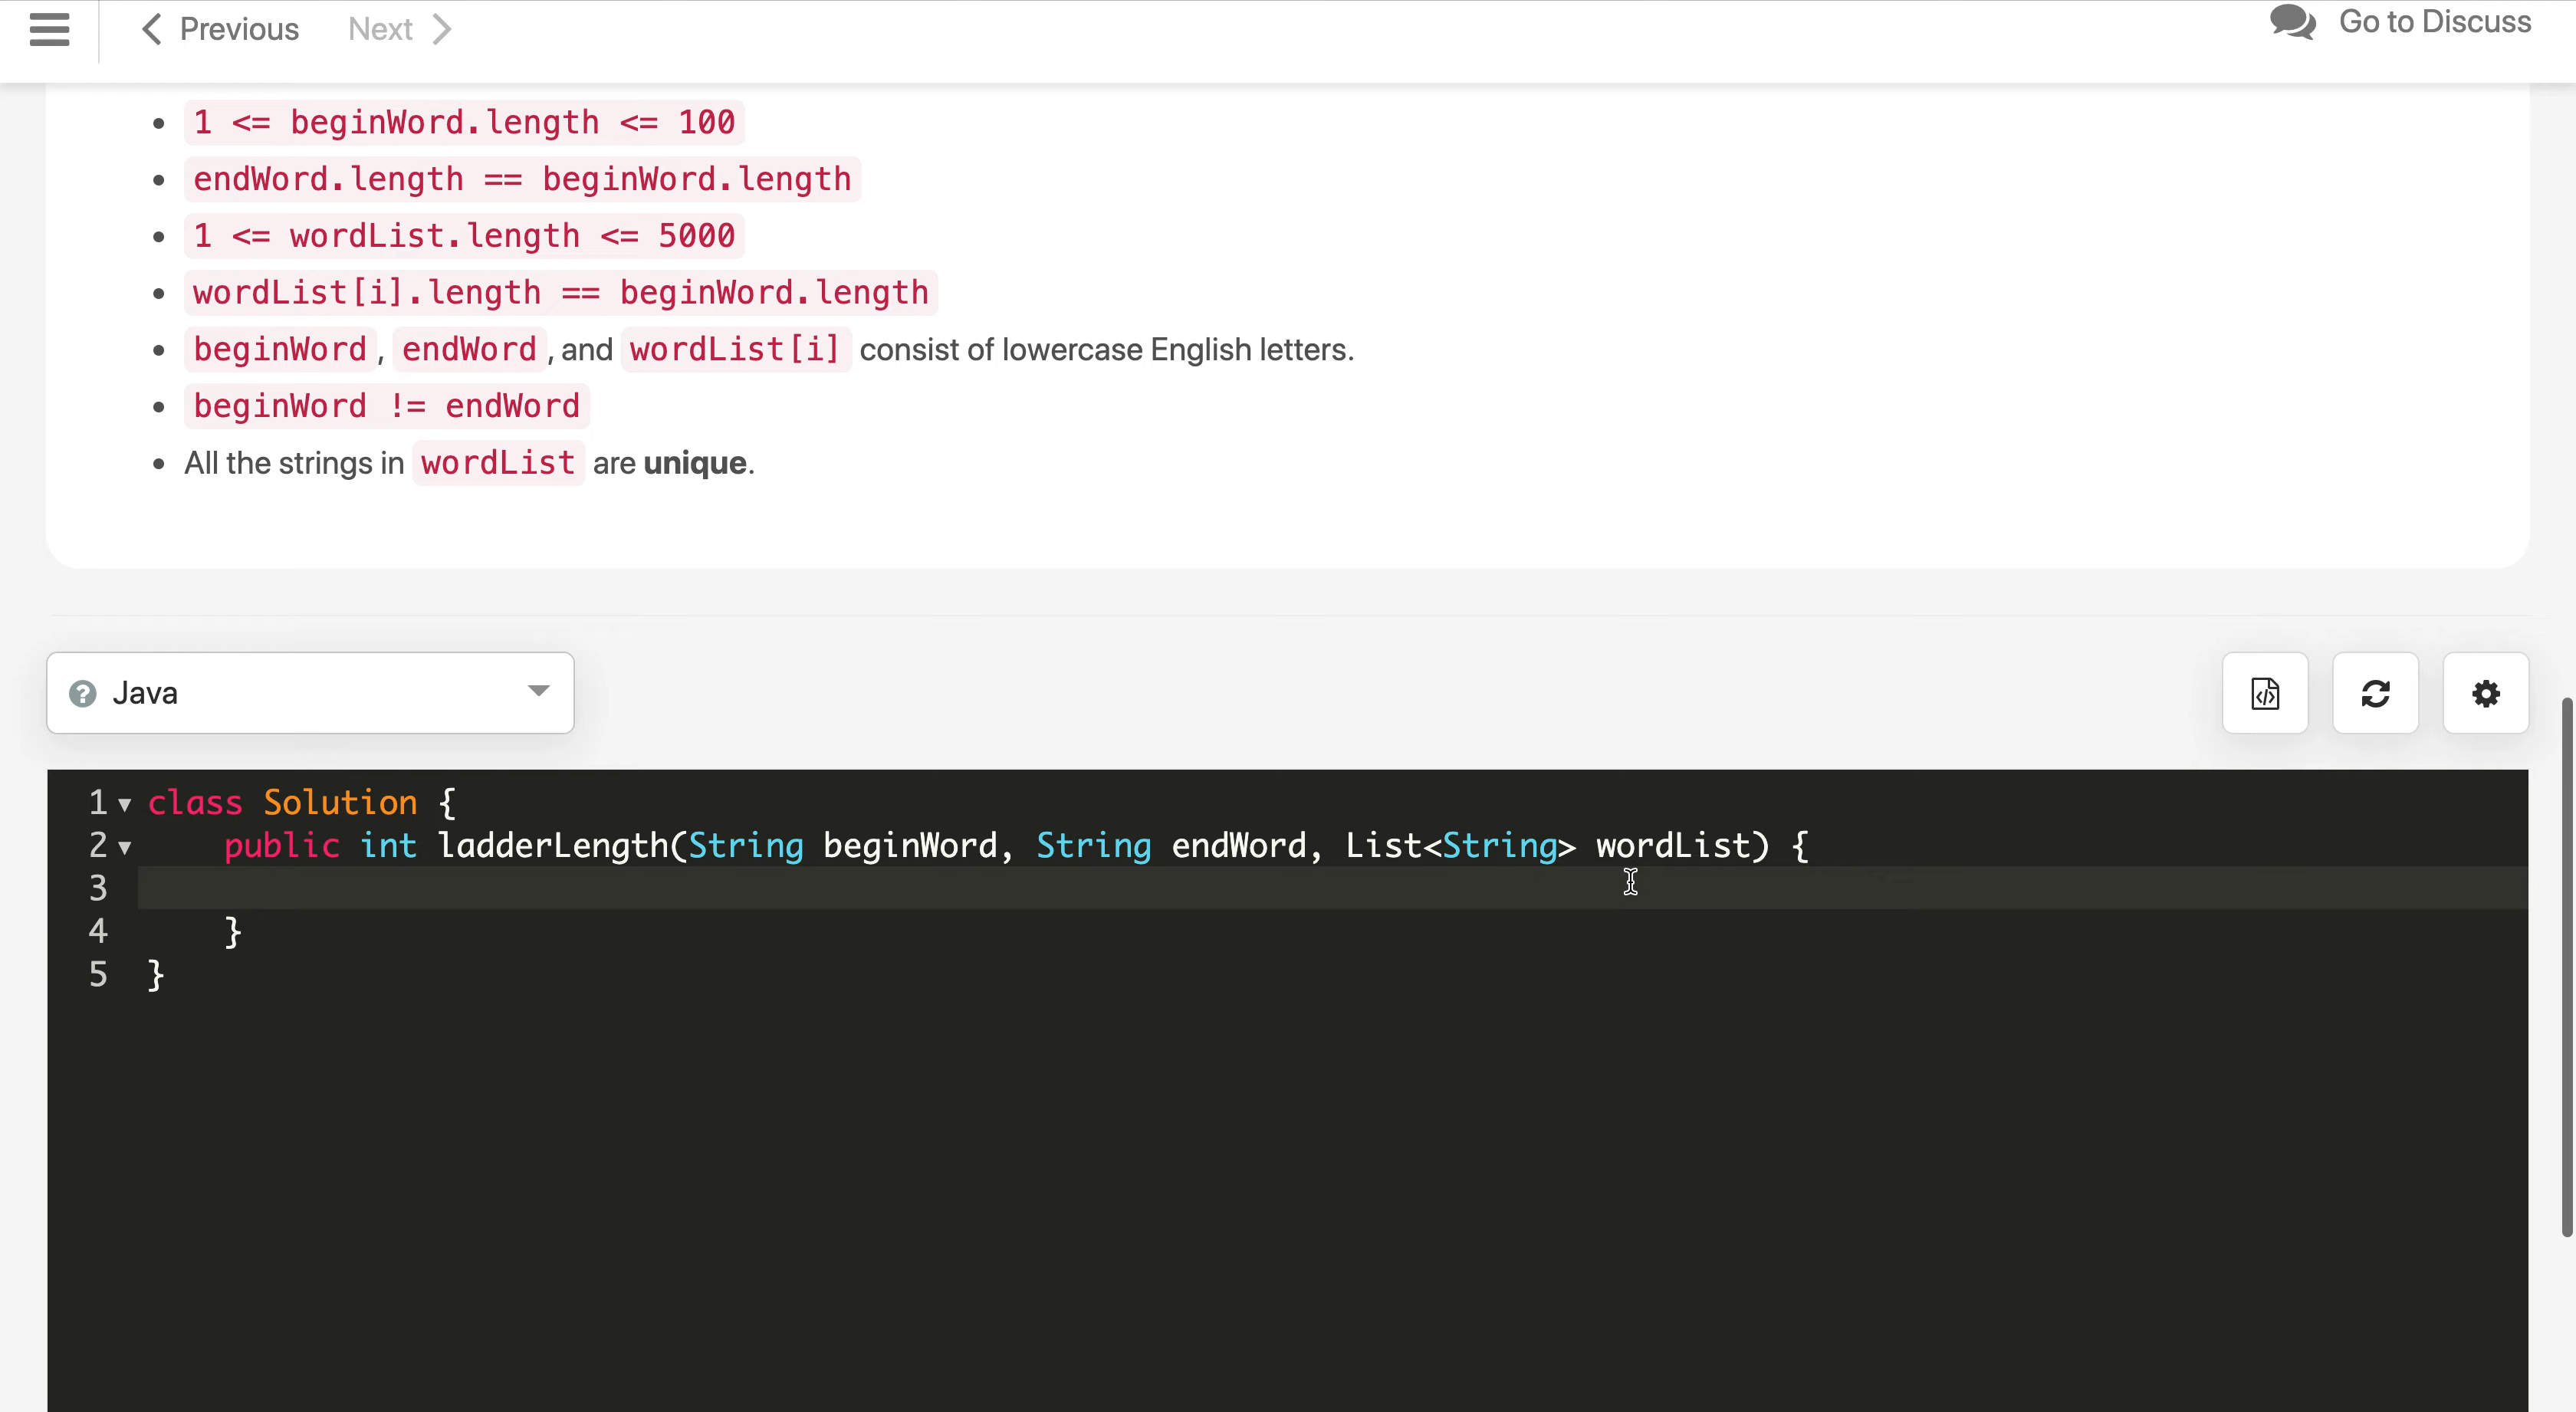 Previous Next Go to Discuss
1 <= beginWord.length <= 100
endWord.length == beginWord.length
1 <= wordList.length <= 5000
wordList[i].length == beginWord.length
beginWord, endWord, and wordList[i] consist of lowercase English letters.
beginWord != endWord
All the strings in wordList are unique.
? Java </>
1 class Solution {
2     public int ladderLength(String beginWord, String endWord, List<String> wordList) {
3
4     }
5 }